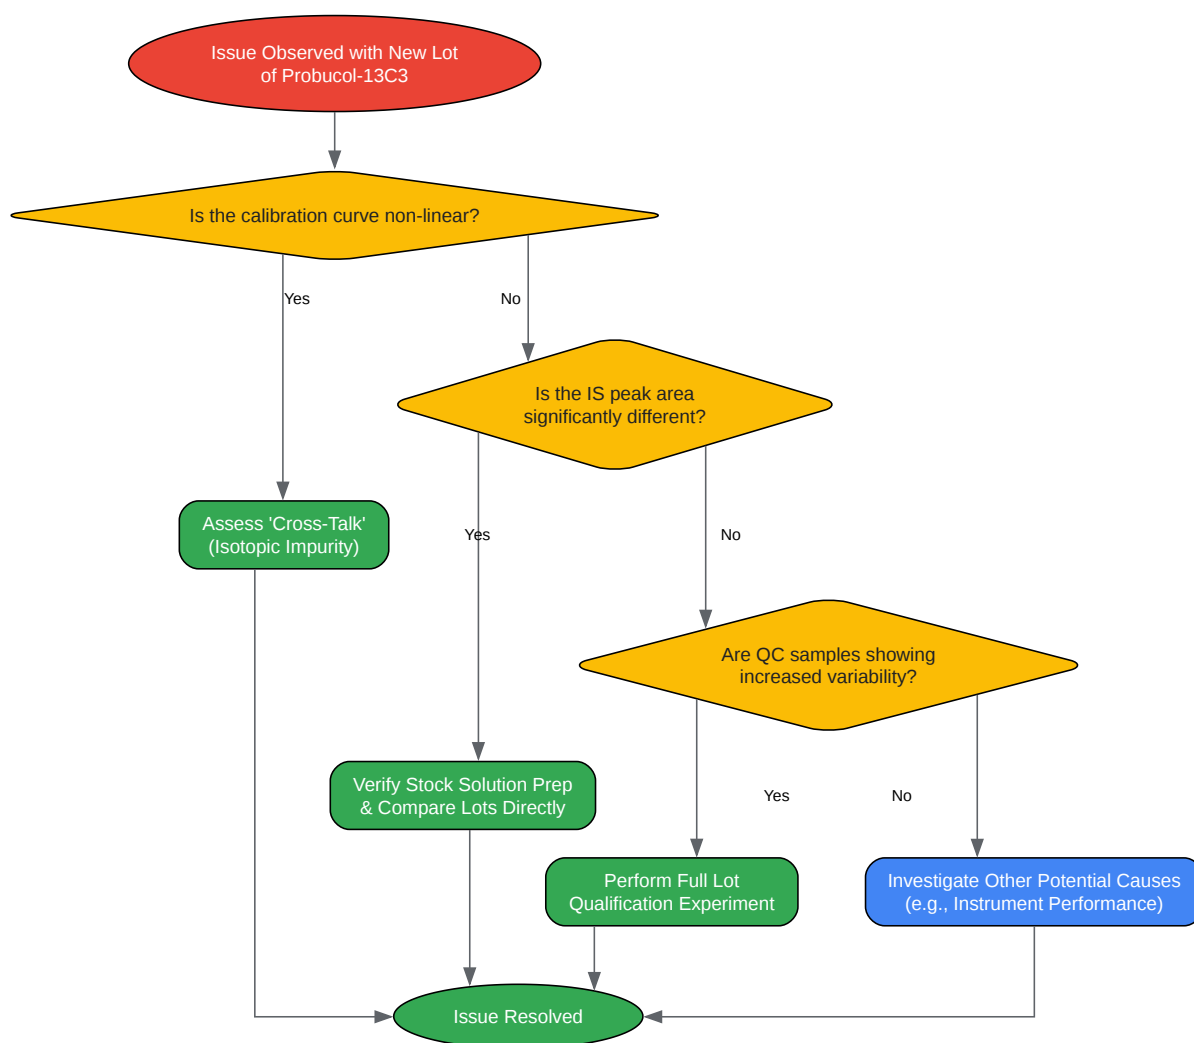 Issue Observed with New Lot
of Probucol-13C3
Is the calibration curve non-linear?
Yes
No
Is the IS peak area
significantly different?
Assess 'Cross-Talk'
(Isotopic Impurity)
Yes
No
Are QC samples showing
increased variability?
Verify Stock Solution Prep
& Compare Lots Directly
Yes
No
Perform Full Lot
Qualification Experiment
Investigate Other Potential Causes
(e.g., Instrument Performance)
Issue Resolved